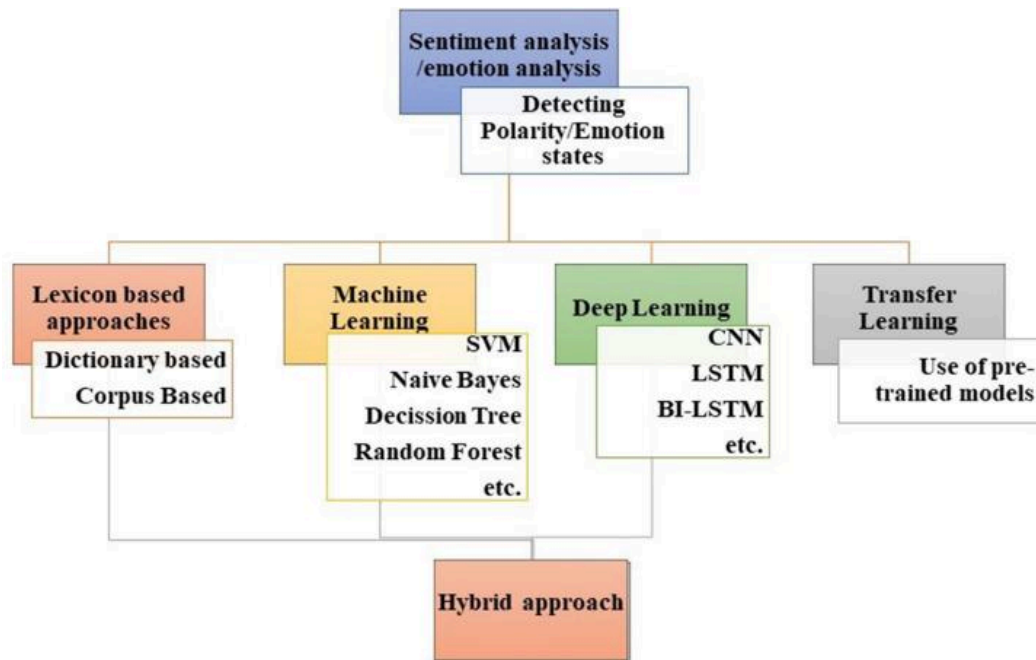 Sentiment analysis
/emotion analysis
Detecting
Polarity/Emotion
states
Lexicon based
approaches
Dictionary based
Corpus Based
Machine
Learning
SVM
Naive Bayes
Decission Tree
Random Forest
etc.
Deep Learning
CNN
LSTM
BI-LSTM
etc.
Transfer
Learning
Use of pre-
trained models
Hybrid approach